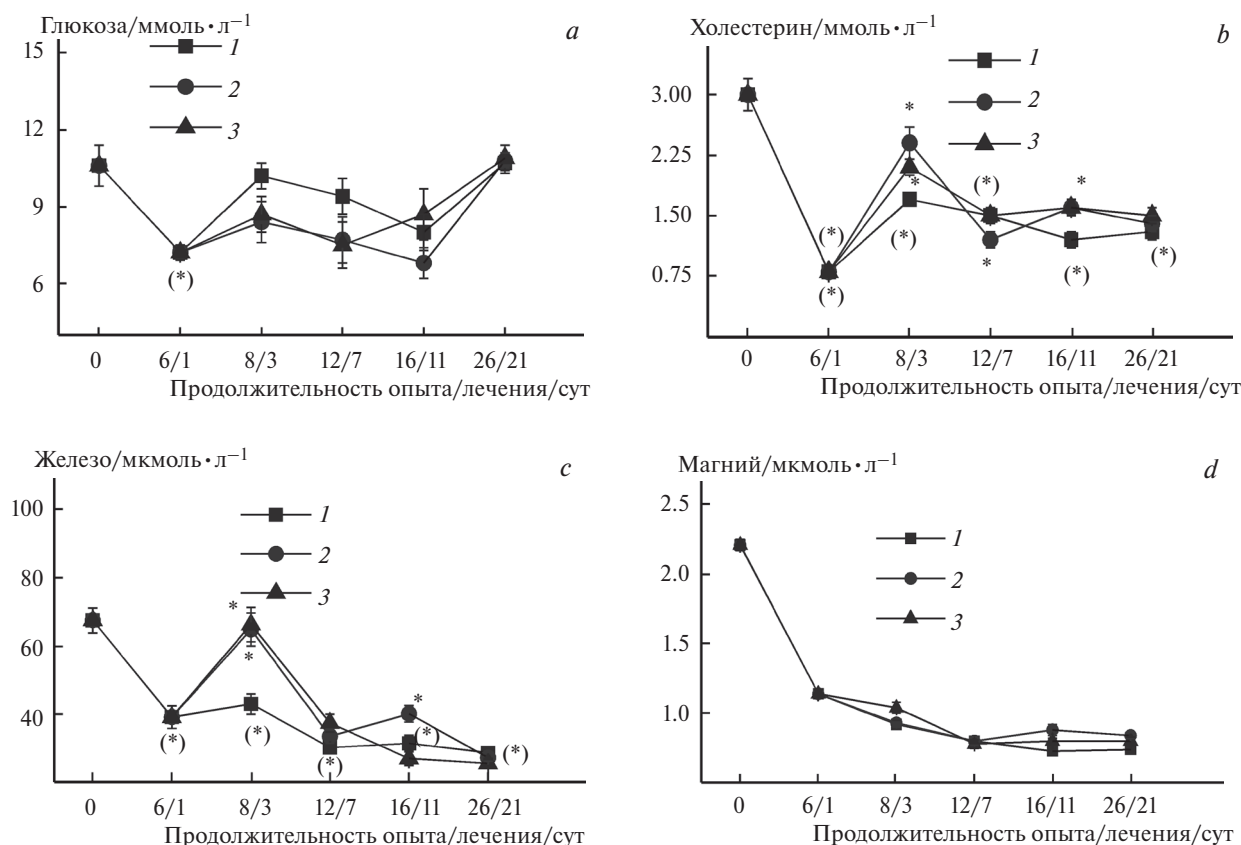 Глюкоза/ммоль·л⁻¹
a
1
2
3
15
12
9
6
(*)
0 6/1 8/3 12/7 16/11 26/21
Продолжительность опыта/лечения/сут
Холестерин/ммоль·л⁻¹
b
1
2
3
3.00
2.25
1.50
0.75
*
(*) *
(*) *
(*) *
(*) (*)
(*)
0 6/1 8/3 12/7 16/11 26/21
Продолжительность опыта/лечения/сут
Железо/мкмоль·л⁻¹
c
1
2
3
100
80
60
40
*
*
*
(*) (*) (*) (*) (*)
0 6/1 8/3 12/7 16/11 26/21
Продолжительность опыта/лечения/сут
Магний/мкмоль·л⁻¹
d
1
2
3
2.5
2.0
1.5
1.0
0 6/1 8/3 12/7 16/11 26/21
Продолжительность опыта/лечения/сут